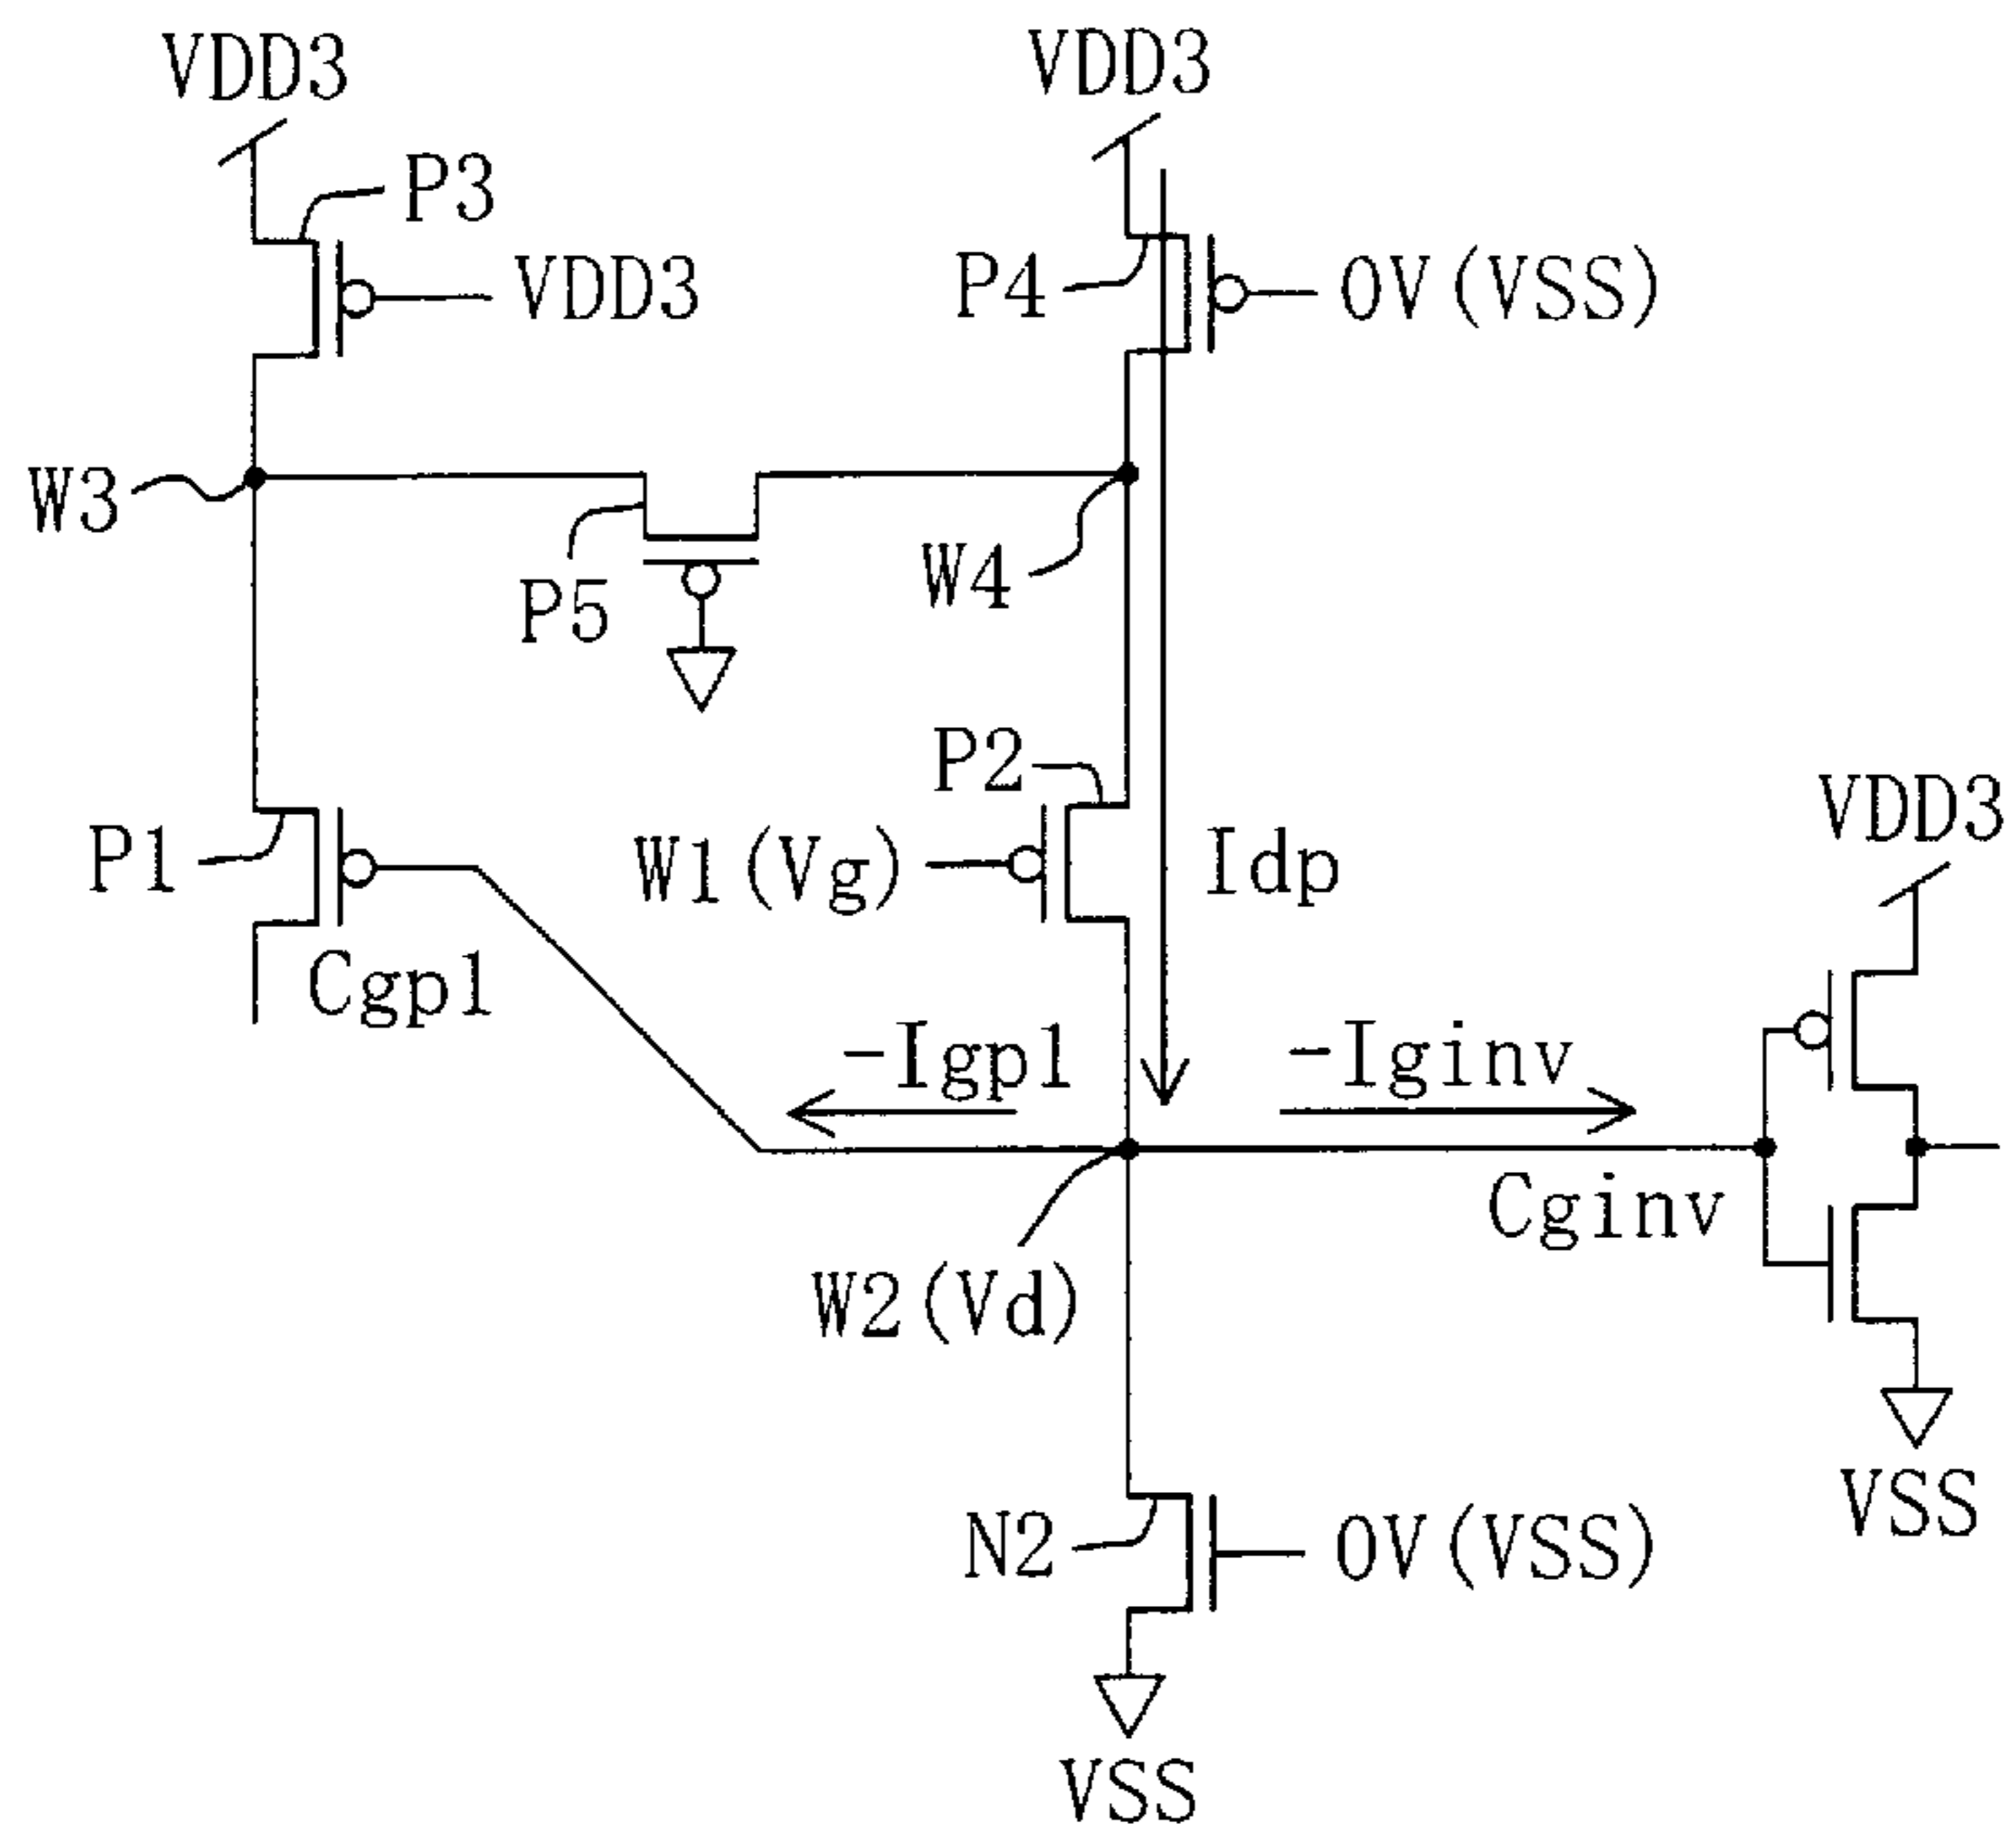 VDD3
VDD3
P3
VDD3
P4
0V(VSS)
W3
P5
W4
P2
VDD3
P1
W1(Vg)
Idp
Cgp1
-Igp1
-Iginv
Cginv
W2(Vd)
N2
0V(VSS)
VSS
VSS